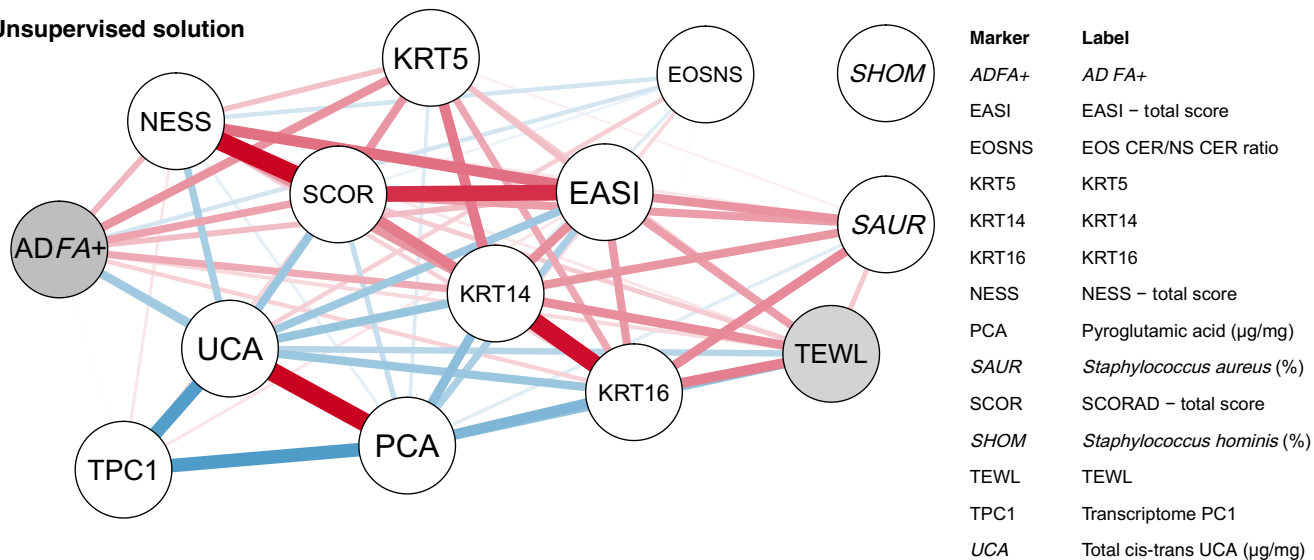 Unsupervised solution
KRT5
EOSNS
SHOM
NESS
SCOR
EASI
SAUR
ADFA+
KRT14
UCA
TEWL
KRT16
PCA
TPC1
Marker Label
ADFA+ AD FA+
EASI EASI − total score
EOSNS EOS CER/NS CER ratio
KRT5 KRT5
KRT14 KRT14
KRT16 KRT16
NESS NESS − total score
PCA Pyroglutamic acid (µg/mg)
SAUR Staphylococcus aureus (%)
SCOR SCORAD − total score
SHOM Staphylococcus hominis (%)
TEWL TEWL
TPC1 Transcriptome PC1
UCA Total cis-trans UCA (µg/mg)